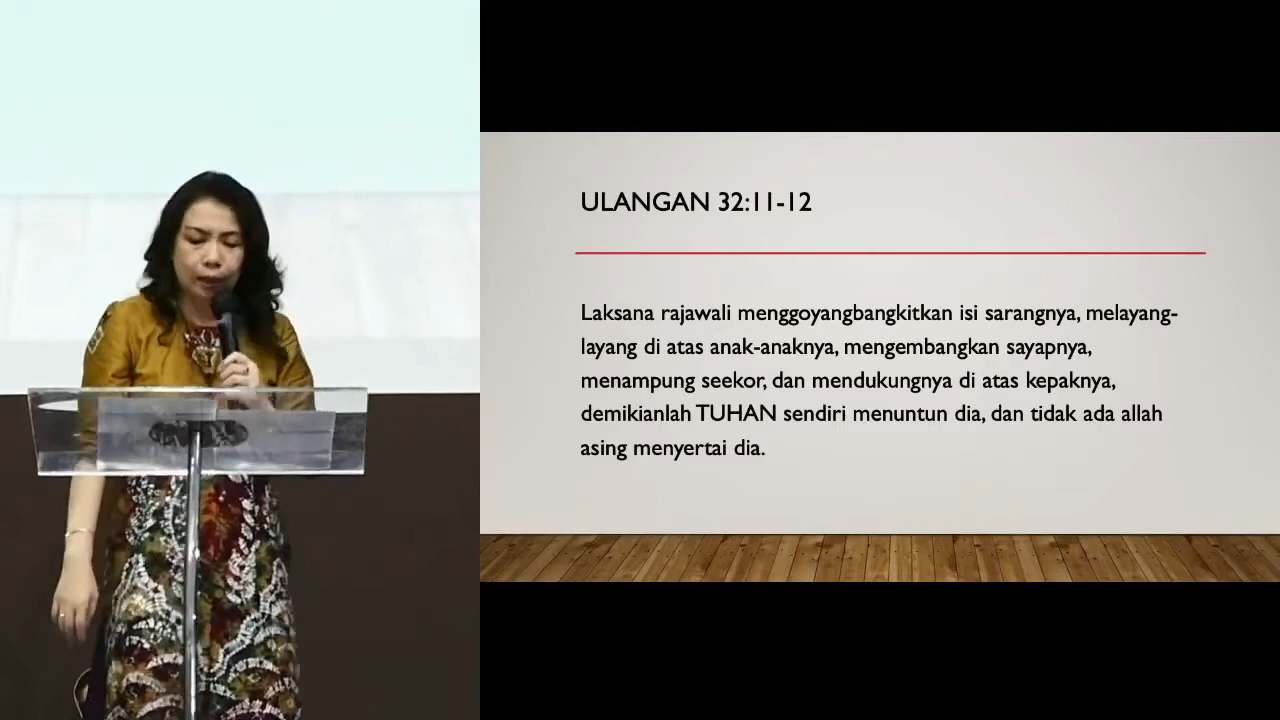 ULANGAN 32:11-12
Laksana rajawali menggoyangbangkitkan isi sarangnya, melayang-
layang di atas anak-anaknya, mengembangkan sayapnya,
menampung seekor, dan mendukungnya di atas kepaknya,
demikianlah TUHAN sendiri menuntun dia, dan tidak ada allah
asing menyertai dia.